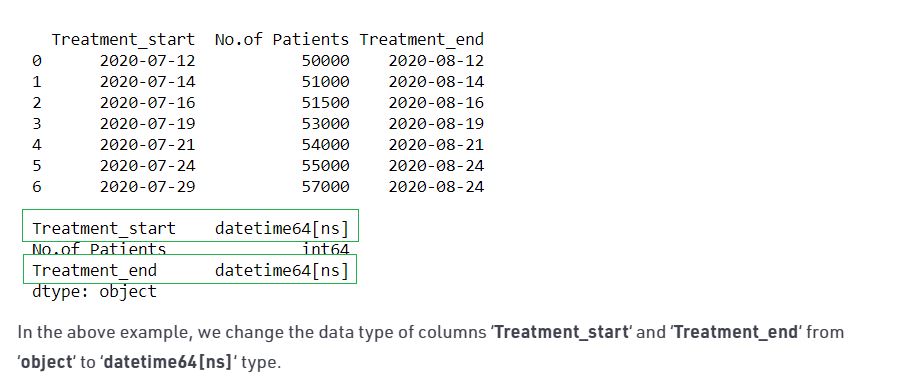 Treatment_start No.of Patients Treatment_end
0 2020-07-12 50000 2020-08-12
1 2020-07-14 51000 2020-08-14
2 2020-07-16 51500 2020-08-16
3 2020-07-19 53000 2020-08-19
4 2020-07-21 54000 2020-08-21
5 2020-07-24 55000 2020-08-24
6 2020-07-29 57000 2020-08-24
Treatment_start datetime64[ns]
No.of Patients int64
Treatment_end datetime64[ns]
dtype: object
In the above example, we change the data type of columns ‘Treatment_start‘ and ‘Treatment_end‘ from
‘object‘ to ‘datetime64[ns]‘ type.